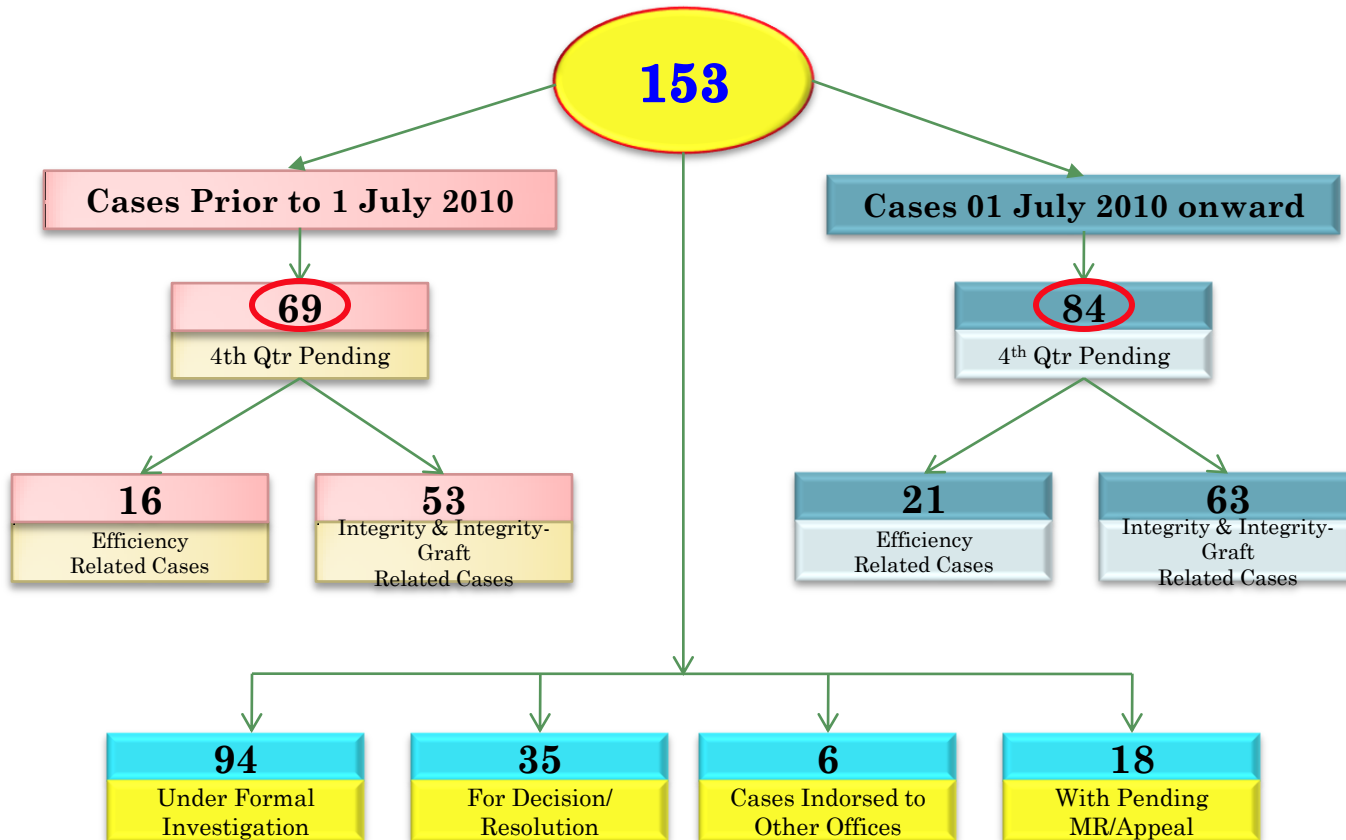 153
Cases Prior to 1 July 2010
Cases 01 July 2010 onward
69
4th Qtr Pending
84
4th Qtr Pending
16
Efficiency
Related Cases
53
Integrity & Integrity-
Graft
Related Cases
21
Efficiency
Related Cases
63
Integrity & Integrity-
Graft
Related Cases
94
Under Formal
Investigation
35
For Decision/
Resolution
6
Cases Indorsed to
Other Offices
18
With Pending
MR/Appeal